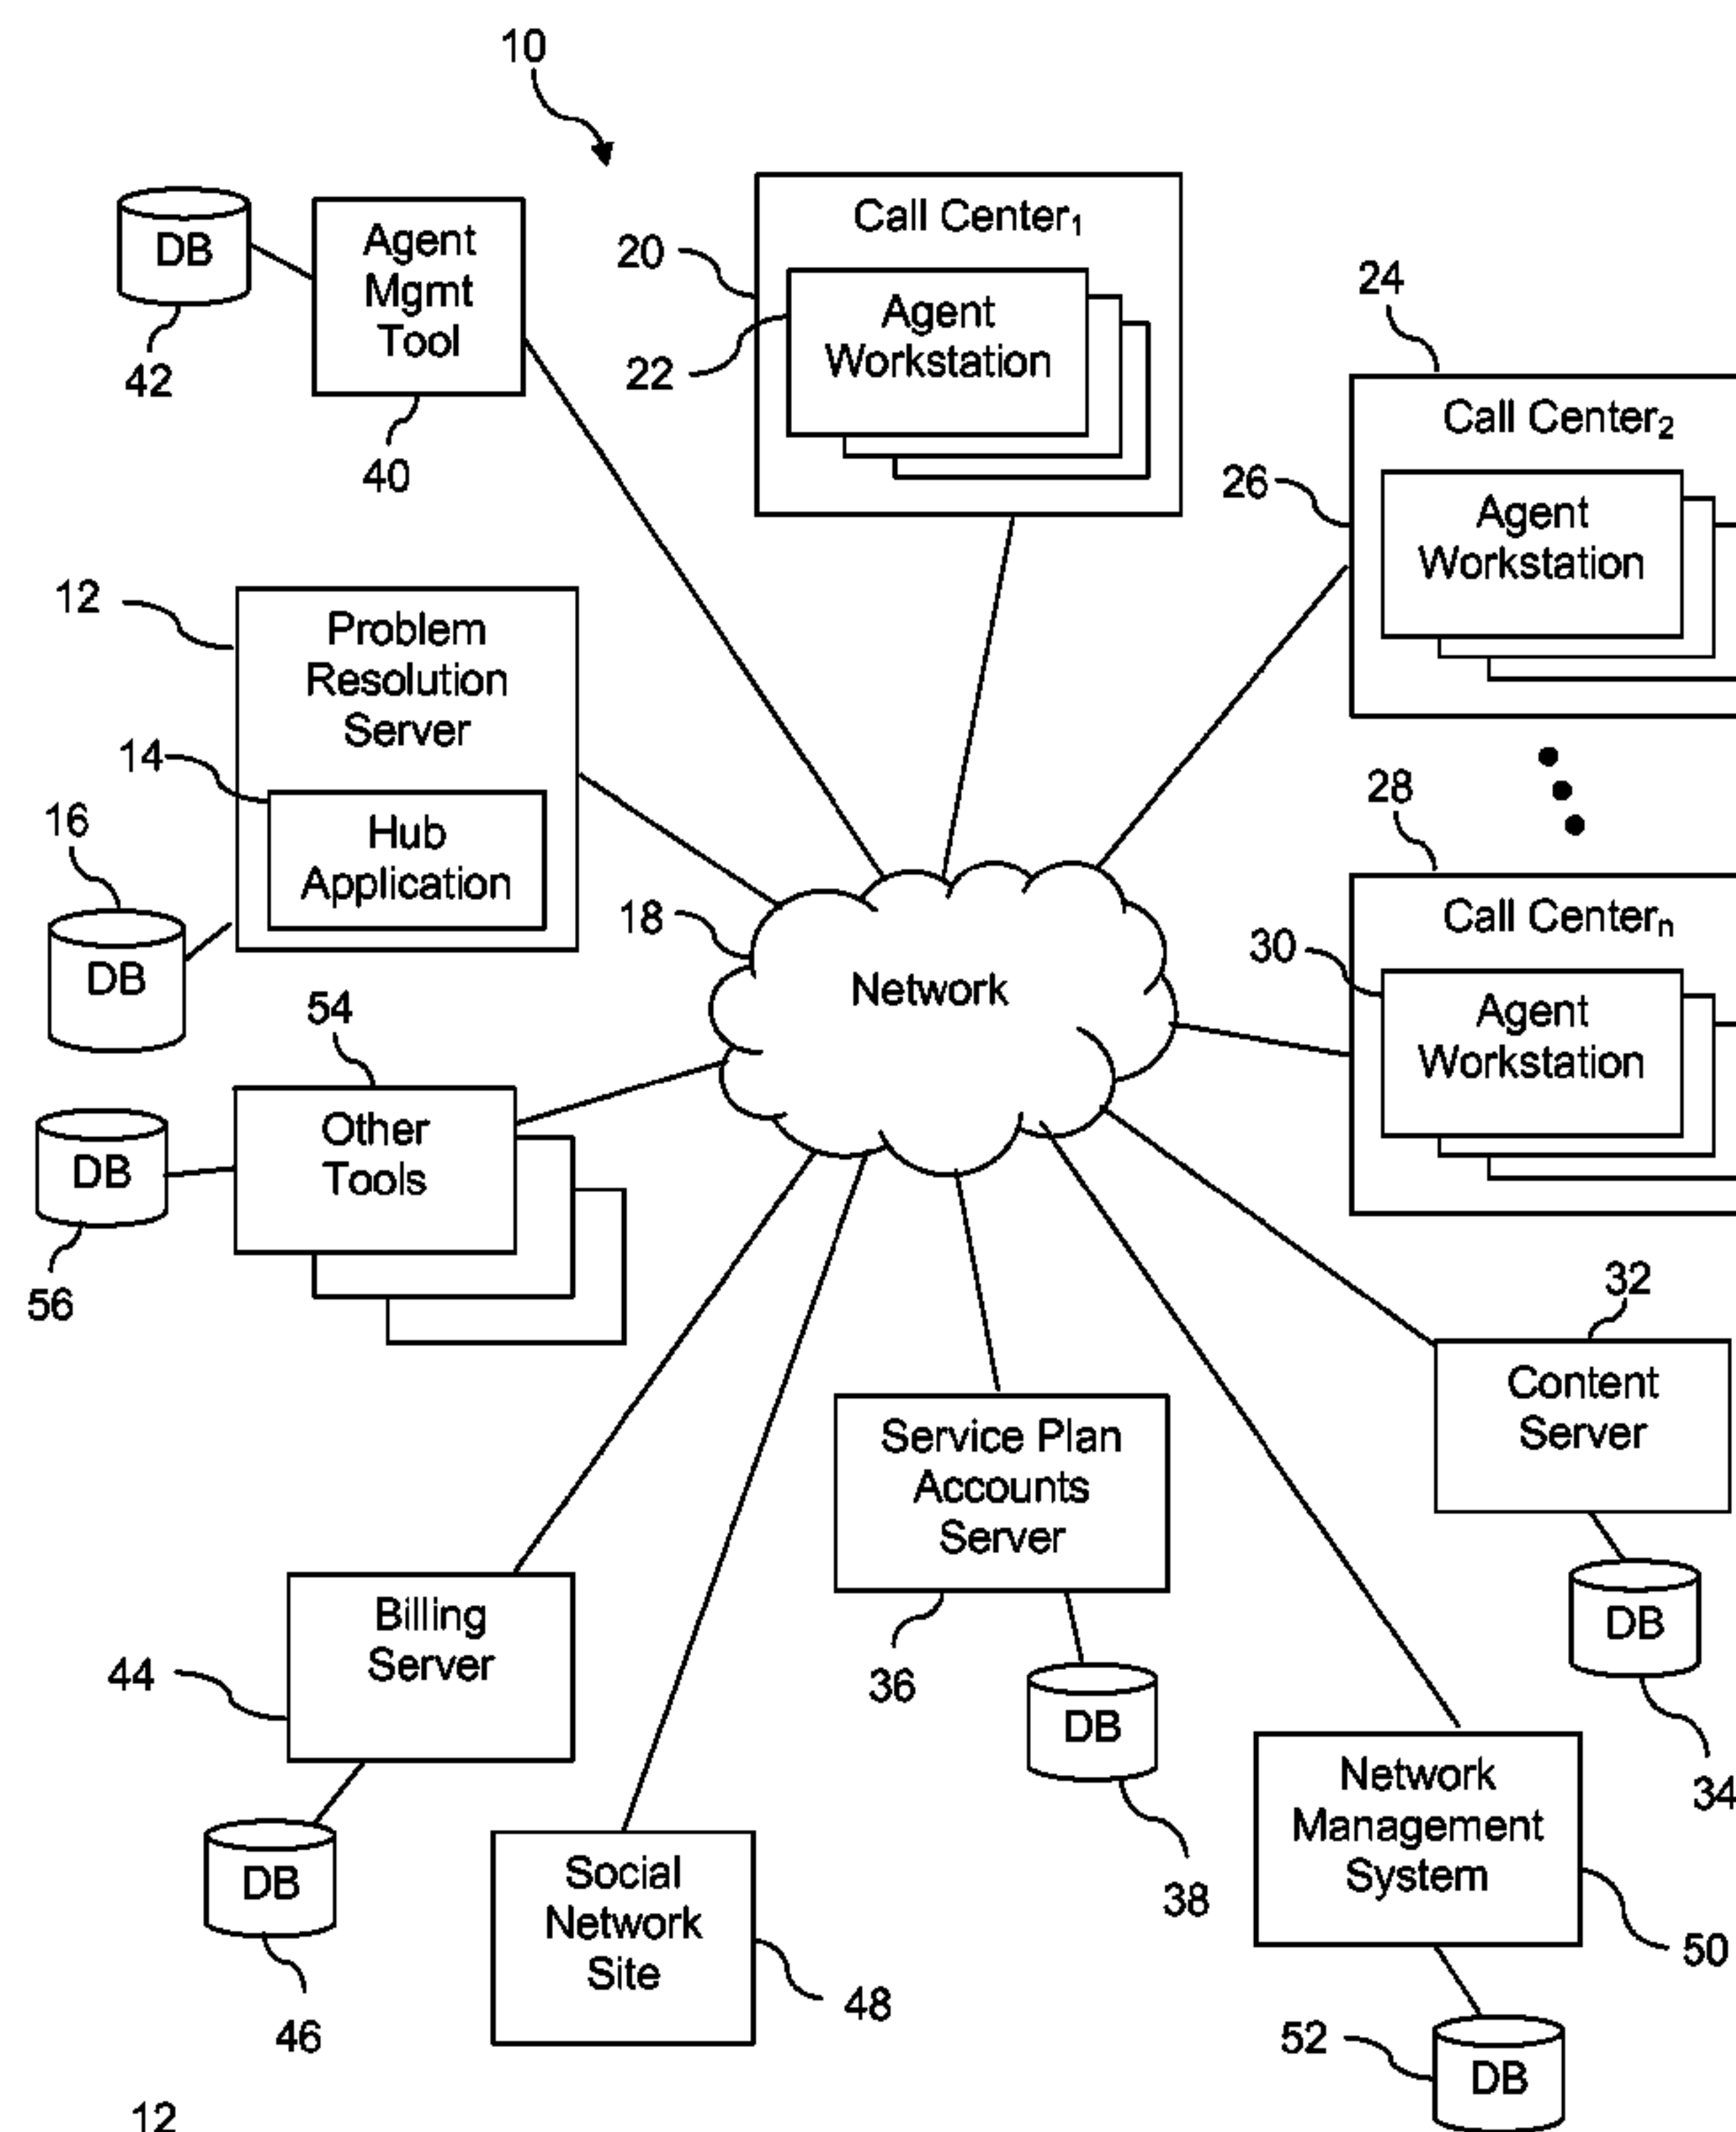 10
DB
42
Agent
Mgmt
Tool
40
Call Center₁
20
Agent
Workstation
22
24
Call Center₂
26
Agent
Workstation
12
Problem
Resolution
Server
14
Hub
Application
16
DB
18
Network
28
Call Centerₙ
30
Agent
Workstation
54
Other
Tools
DB
56
32
Content
Server
DB
34
Service Plan
Accounts
Server
36
DB
38
Billing
Server
44
DB
46
Social
Network
Site
48
Network
Management
System
50
52
DB
12